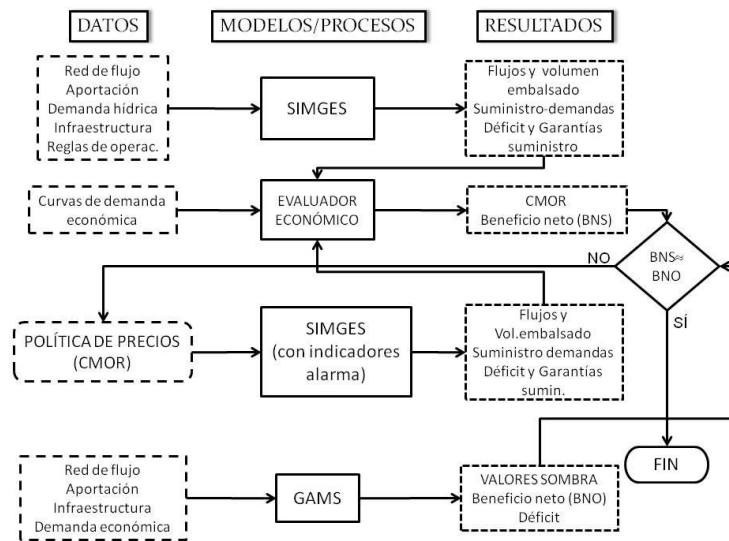 DATOS
MODELOS/PROCESOS
RESULTADOS
Red de flujo
Aportación
Demanda hídrica
Infraestructura
Reglas de operac.
SIMGES
Flujos y volumen
embalsado
Suministro-demandas
Déficit y Garantías
suministro
Curvas de demanda
económica
EVALUADOR
ECONÓMICO
CMOR
Beneficio neto (BNS)
BNS≈
BNO
NO
SÍ
POLÍTICA DE PRECIOS
(CMOR)
SIMGES
(con indicadores
alarma)
Flujos y
Vol.embalsado
Suministro demandas
Déficit y Garantías
sumin.
FIN
Red de flujo
Aportación
Infraestructura
Demanda económica
GAMS
VALORES SOMBRA
Beneficio neto (BNO)
Déficit